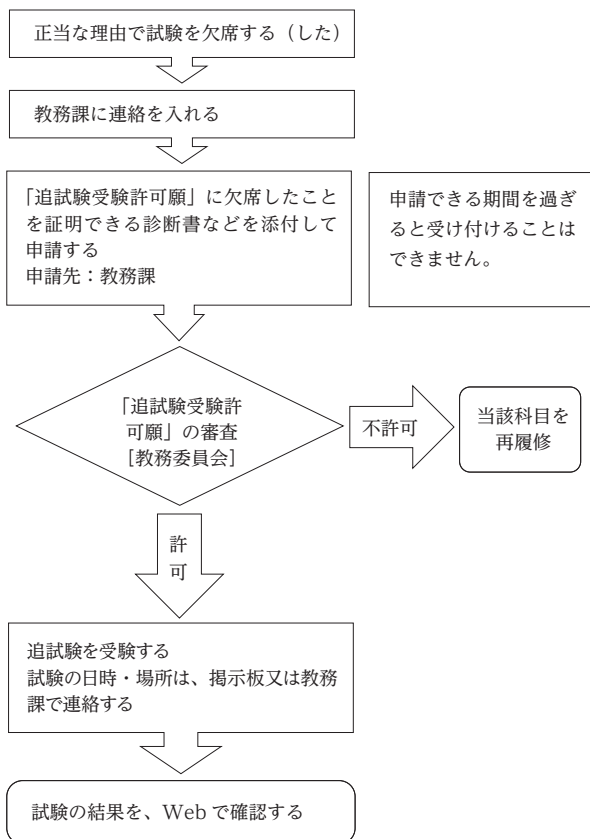 正当な理由で試験を欠席する（した）
教務課に連絡を入れる
「追試験受験許可願」に欠席したこと
を証明できる診断書などを添付して
申請する
申請先：教務課
申請できる期間を過ぎ
ると受け付けることは
できません。
「追試験受験許
可願」の審査
［教務委員会］
不許可
当該科目を
再履修
許
可
追試験を受験する
試験の日時・場所は、掲示板又は教務
課で連絡する
試験の結果を、Web で確認する